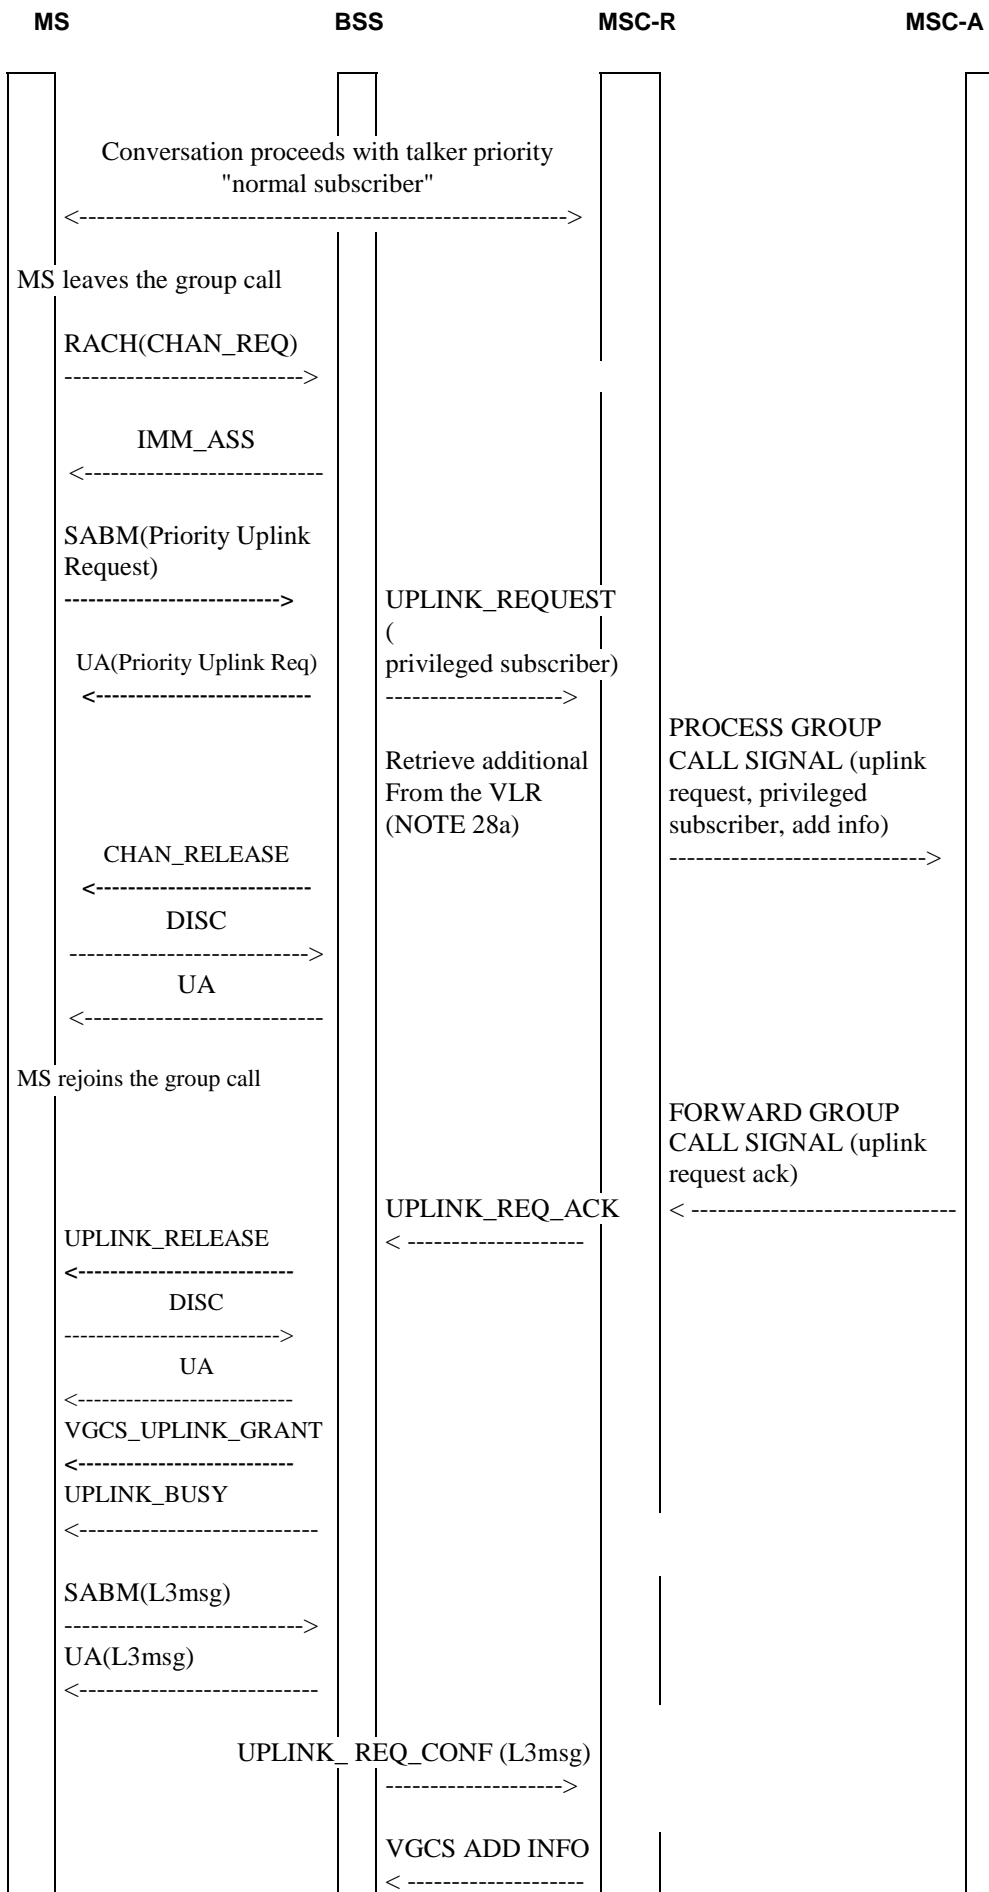 MS BSS MSC-R MSC-A
Conversation proceeds with talker priority
"normal subscriber"
<------------------------------------------------------>
MS leaves the group call
RACH(CHAN_REQ)
--------------------------->
IMM_ASS
<---------------------------
SABM(Priority Uplink
Request)
--------------------------->
UPLINK_REQUEST
(
UA(Priority Uplink Req)
privileged subscriber)
<---------------------------
-------------------->
PROCESS GROUP
Retrieve additional
CALL SIGNAL (uplink
From the VLR
request, privileged
(NOTE 28a)
subscriber, add info)
CHAN_RELEASE
----------------------------->
<---------------------------
DISC
--------------------------->
UA
<---------------------------
MS rejoins the group call
FORWARD GROUP
CALL SIGNAL (uplink
request ack)
UPLINK_REQ_ACK
< ------------------------------
UPLINK_RELEASE
< --------------------
<---------------------------
DISC
--------------------------->
UA
<---------------------------
VGCS_UPLINK_GRANT
<---------------------------
UPLINK_BUSY
<---------------------------
SABM(L3msg)
--------------------------->
UA(L3msg)
<---------------------------
UPLINK_ REQ_CONF (L3msg)
-------------------->
VGCS ADD INFO
< --------------------